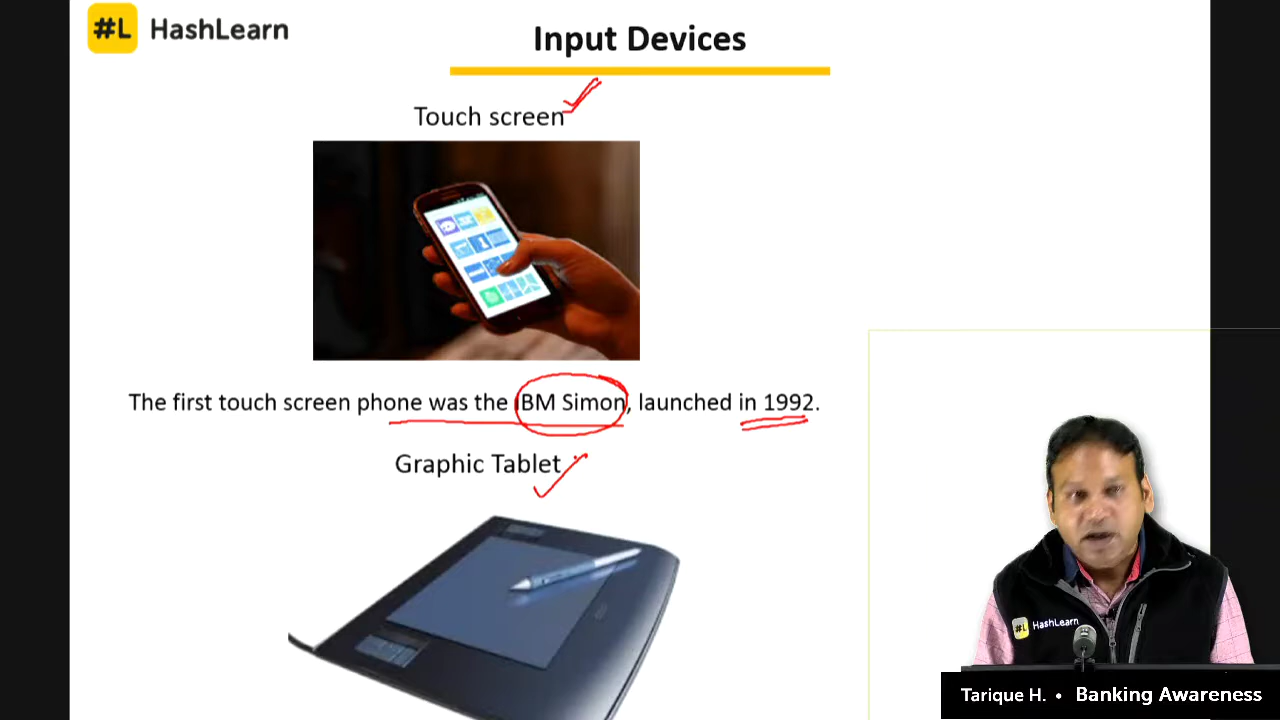 #L HashLearn
Input Devices
Touch screen
The first touch screen phone was the IBM Simon, launched in 1992.
Graphic Tablet
#L HashLearn
Tarique H. • Banking Awareness